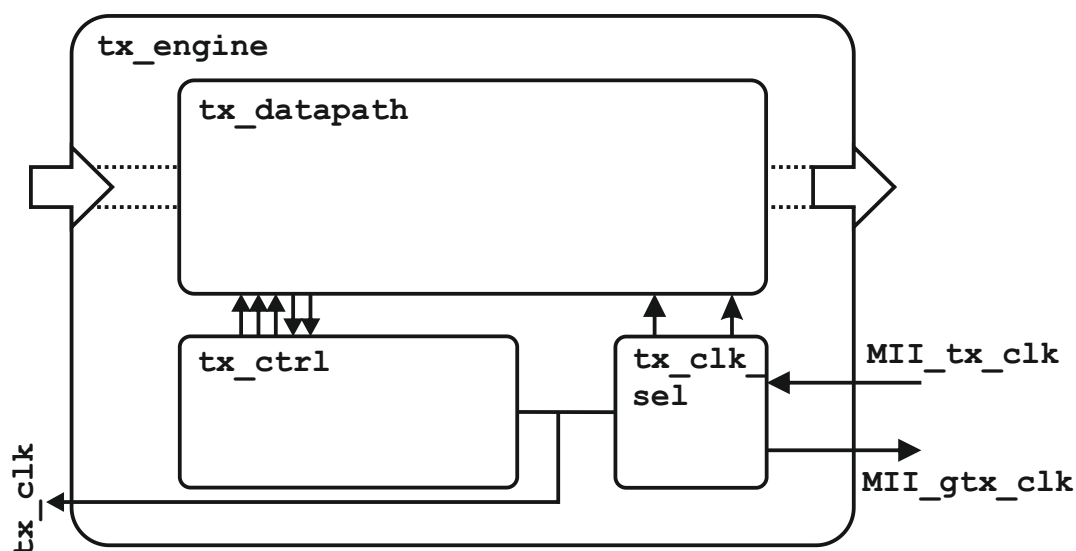 tx_engine
tx_datapath
tx_ctrl
tx_clk_
sel
MII_tx_clk
MII_gtx_clk
tx_clk